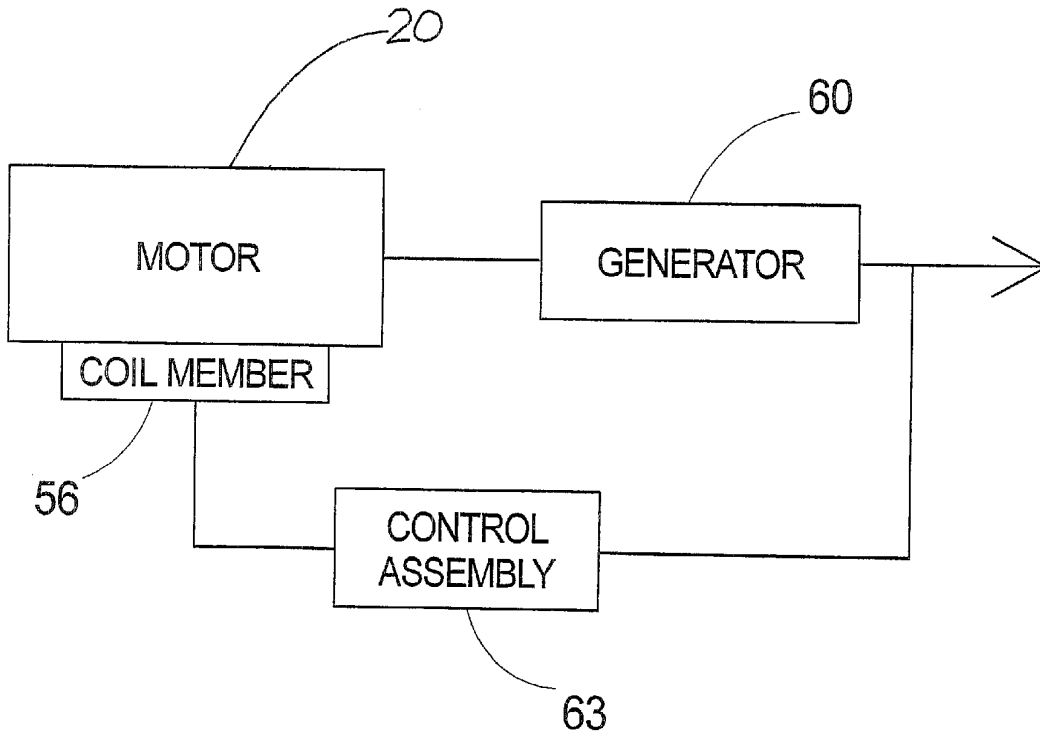 20
60
MOTOR
GENERATOR
COIL MEMBER
56
CONTROL
ASSEMBLY
63